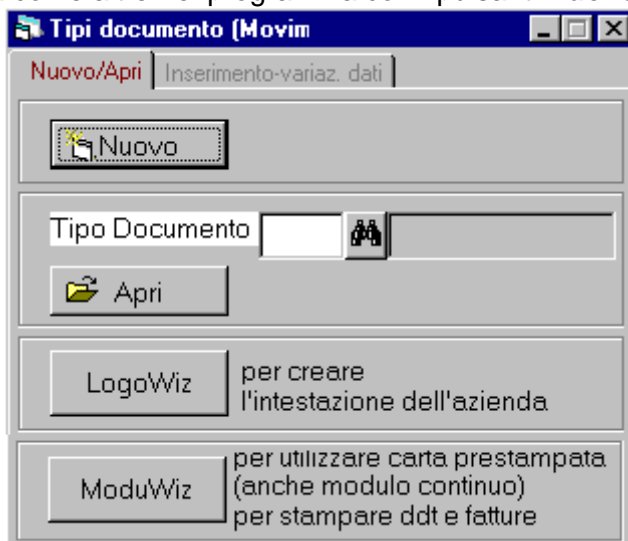 Tipi documento (Movim
Nuovo/Apri Inserimento-variaz. dati
Nuovo
Tipo Documento
Apri
LogoWiz
per creare
l'intestazione dell'azienda
ModuWiz
per utilizzare carta prestampata
(anche modulo continuo)
per stampare ddt e fatture